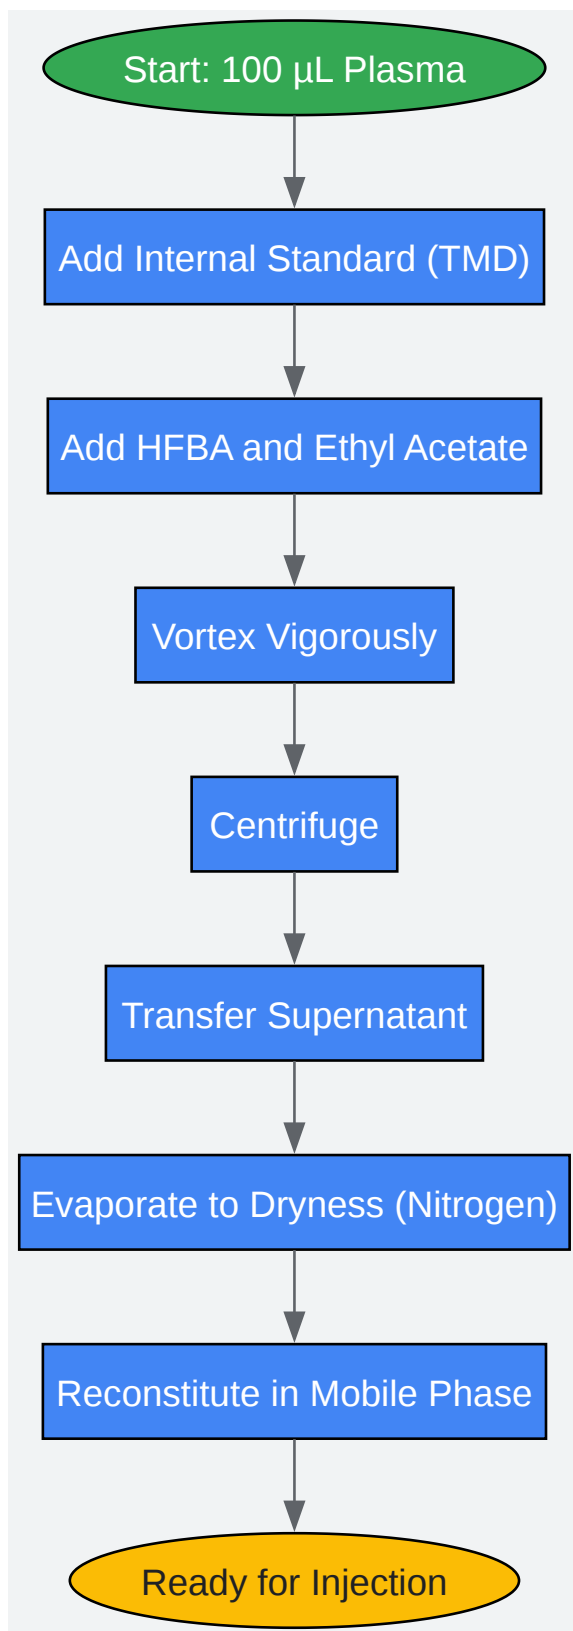 Start: 100 µL Plasma
Add Internal Standard (TMD)
Add HFBA and Ethyl Acetate
Vortex Vigorously
Centrifuge
Transfer Supernatant
Evaporate to Dryness (Nitrogen)
Reconstitute in Mobile Phase
Ready for Injection